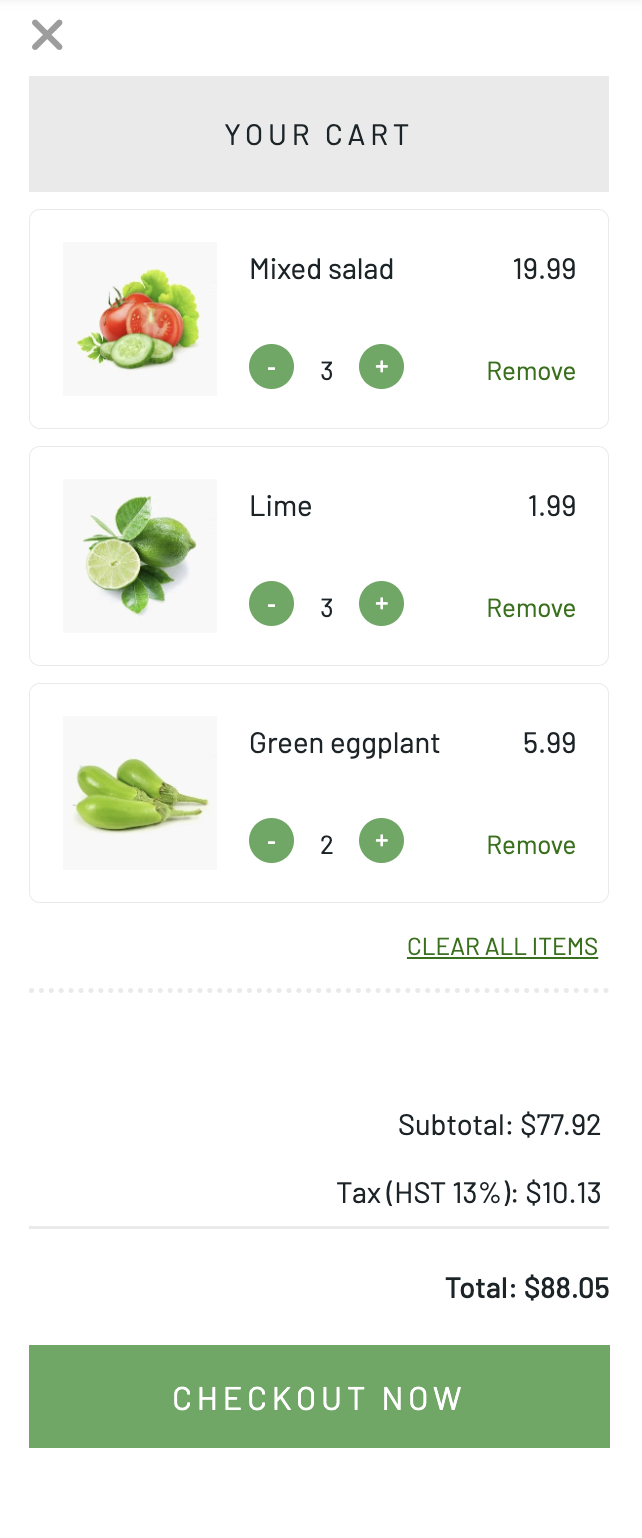 YOUR CART
Mixed salad 19.99
- 3 + Remove
Lime 1.99
- 3 + Remove
Green eggplant 5.99
- 2 + Remove
CLEAR ALL ITEMS
Subtotal: $77.92
Tax (HST 13%): $10.13
Total: $88.05
CHECKOUT NOW